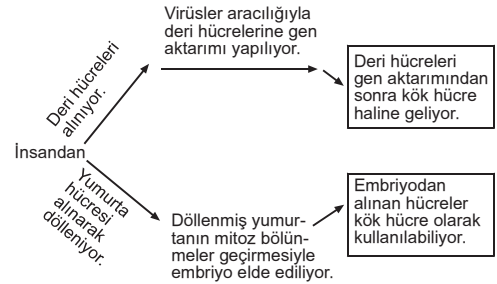 Virüsler aracılığıyla
deri hücrelerine gen
aktarımı yapılıyor.
Deri hücreleri
alınıyor.
Deri hücreleri
gen aktarımından
sonra kök hücre
haline geliyor.
İnsandan
Yumurta
hücresi
alınarak
dölleniyor.
Döllenmiş yumur-
tanın mitoz bölün-
meler geçirmesiyle
embriyo elde ediliyor.
Embriyodan
alınan hücreler
kök hücre olarak
kullanılabiliyor.